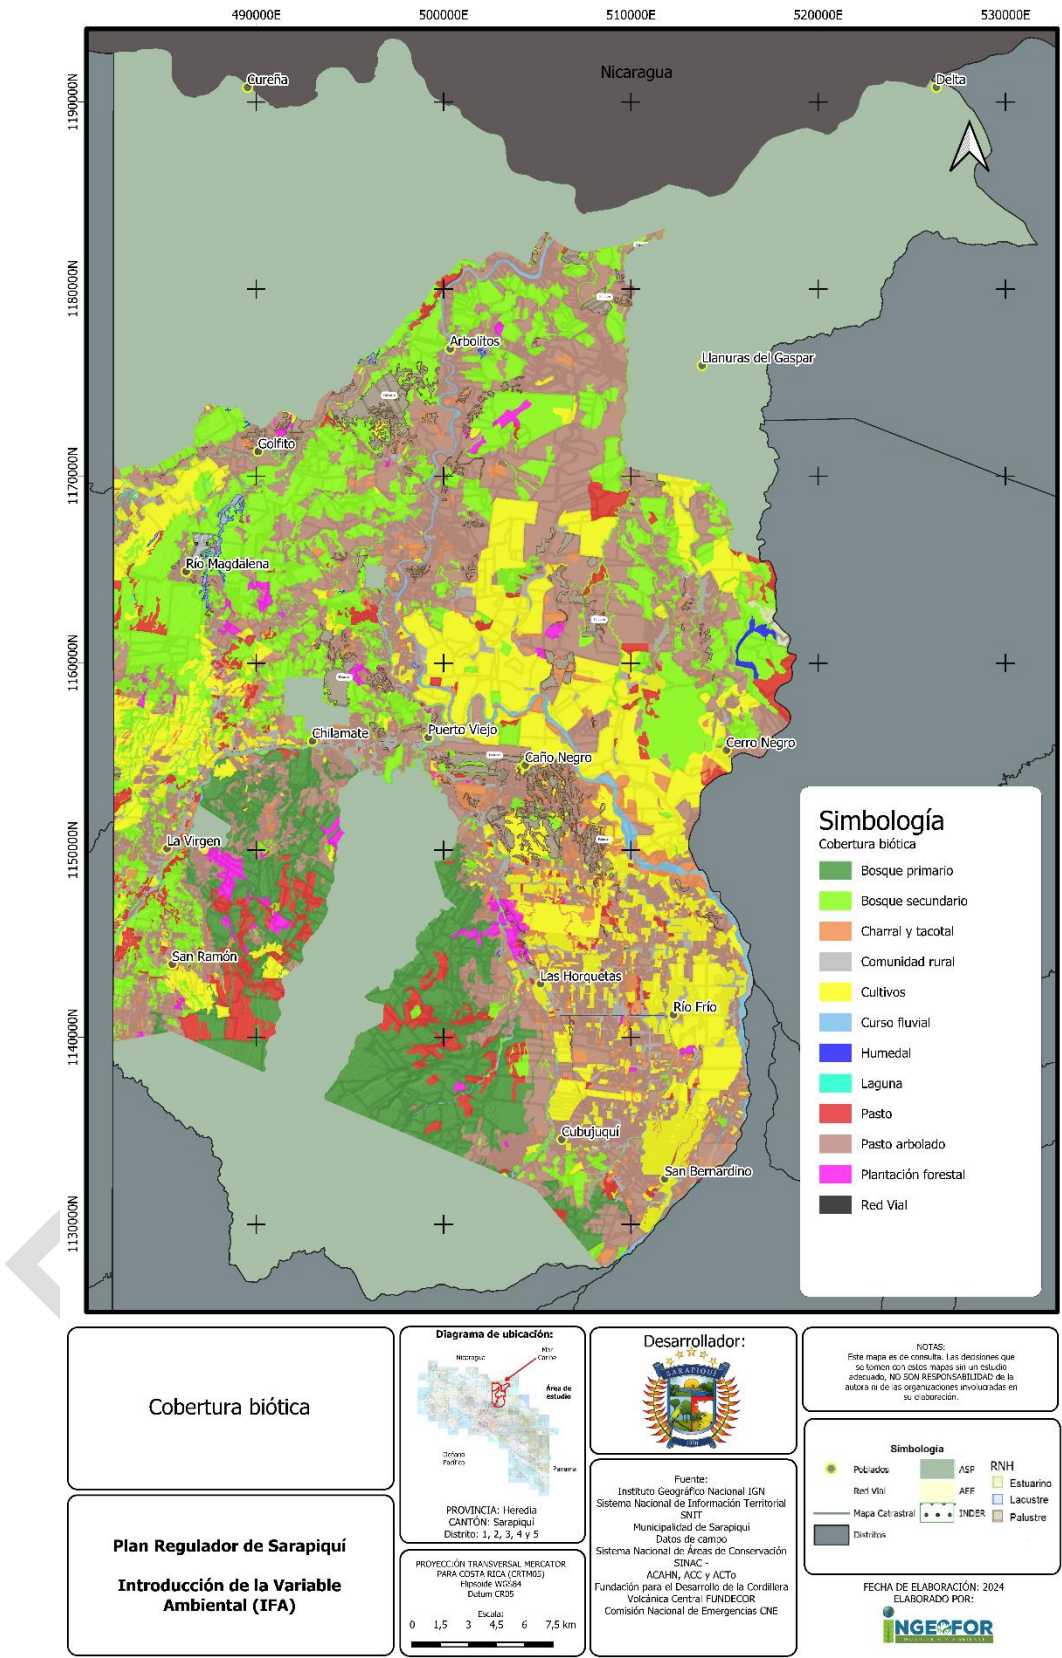 490000E
500000E
510000E
520000E
530000E
1190000N
1180000N
1170000N
1160000N
1150000N
1140000N
1130000N
Nicaragua
Cureña
Delta
Arbolitos
Llanuras del Gaspar
Golfito
Río Magdalena
Chilamate
Puerto Viejo
Caño Negro
Cerro Negro
La Virgen
San Ramón
Las Horquetas
Río Frío
Cubujuquí
San Bernardino
Simbología
Cobertura biótica
Bosque primario
Bosque secundario
Charral y tacotal
Comunidad rural
Cultivos
Curso fluvial
Humedal
Laguna
Pasto
Pasto arbolado
Plantación forestal
Red Vial
Cobertura biótica
Plan Regulador de Sarapiquí
Introducción de la Variable
Ambiental (IFA)
Diagrama de ubicación:
Nicaragua
Mar
Caribe
Área de
estudio
Océano
Pacífico
Panamá
PROVINCIA: Heredia
CANTÓN: Sarapiquí
Distrito: 1, 2, 3, 4 y 5
PROYECCIÓN TRANSVERSAL MERCATOR
PARA COSTA RICA (CRTM05)
Elipsoide WGS84
Datum CR05
Escala:
0 1,5 3 4,5 6 7,5 km
Desarrollador:
SARAPIQUI
Fuente:
Instituto Geográfico Nacional IGN
Sistema Nacional de Información Territorial
SNIT
Municipalidad de Sarapiquí
Datos de campo
Sistema Nacional de Áreas de Conservación
SINAC -
ACAHN, ACC y ACTo
Fundación para el Desarrollo de la Cordillera
Volcánica Central FUNDECOR
Comisión Nacional de Emergencias CNE
NOTAS:
Este mapa es de consulta. Las decisiones que
se tomen con estos mapas sin un estudio
adecuado, NO SON RESPONSABILIDAD de la
autora ni de las organizaciones involucradas en
su elaboración.
Simbología
Poblados
Red Vial
Mapa Catrastral
Distritos
ASP
AEE
INDER
RNH
Estuarino
Lacustre
Palustre
FECHA DE ELABORACIÓN: 2024
ELABORADO POR:
INGEOFOR